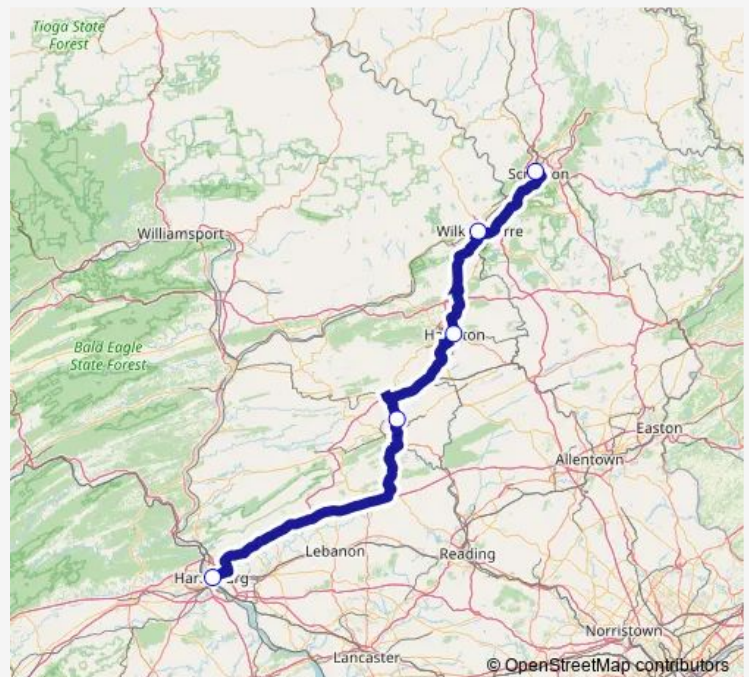 Tioga State
Forest
Williamsport
Bald Eagle
State Forest
Easton
Allentown
Lebanon
Reading
Norristown
Lancaster
© OpenStreetMap contributors